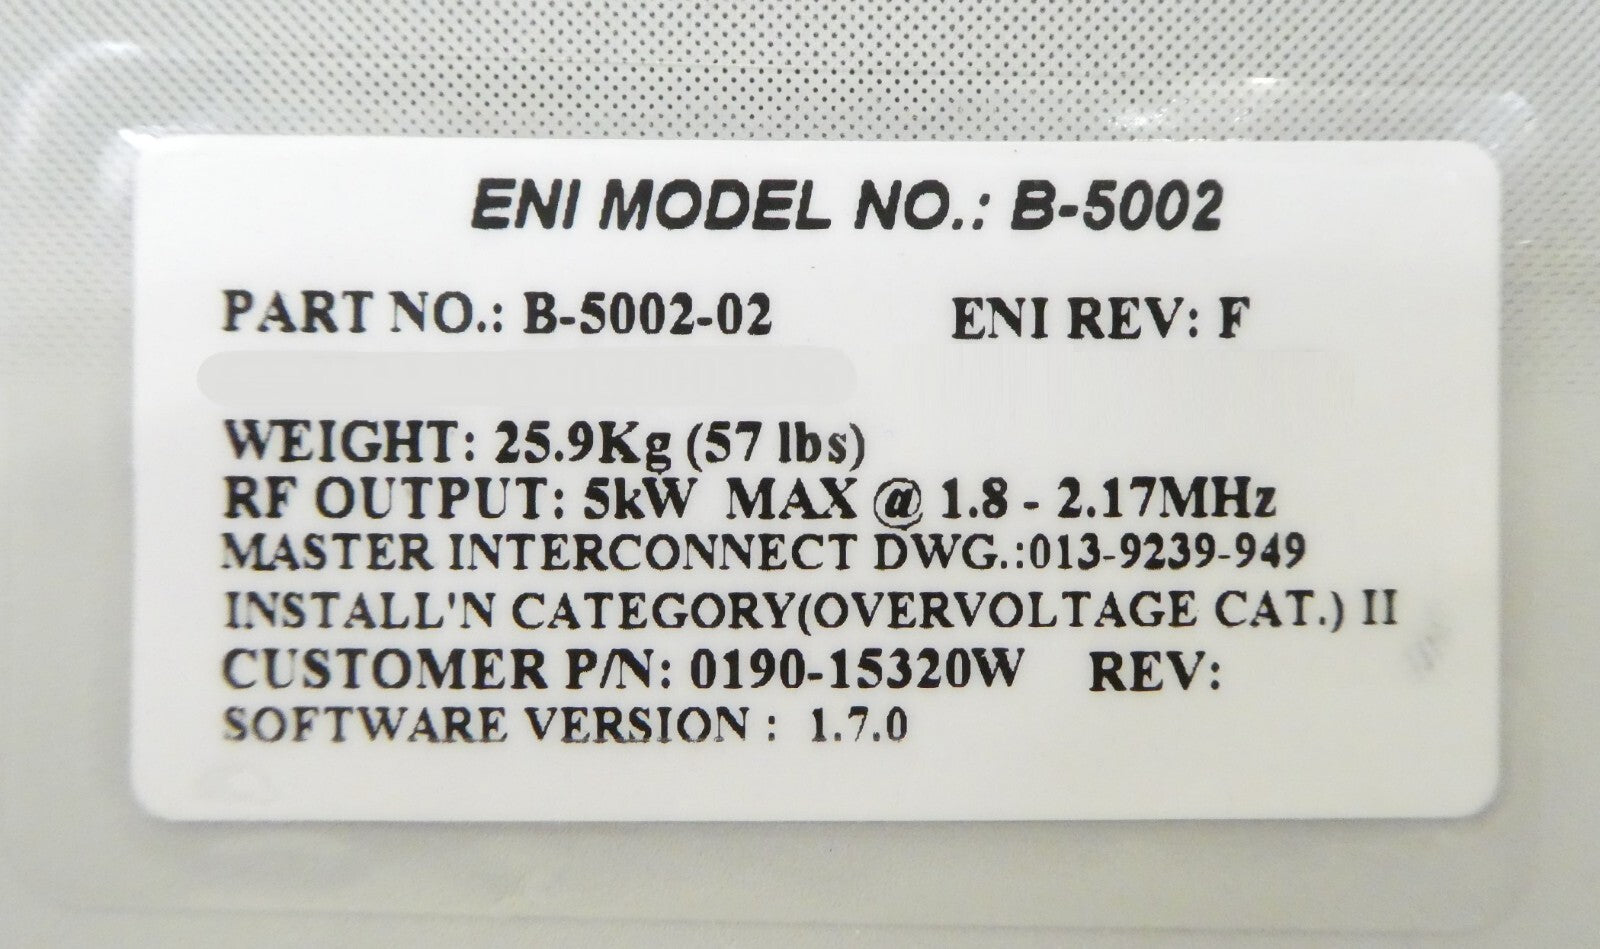 ENI MODEL NO.: B-5002
PART NO.: B-5002-02 ENI REV: F
WEIGHT: 25.9Kg (57 lbs)
RF OUTPUT: 5kW MAX @ 1.8 - 2.17MHz
MASTER INTERCONNECT DWG.:013-9239-949
INSTALL'N CATEGORY(OVERVOLTAGE CAT.) II
CUSTOMER P/N: 0190-15320W REV:
SOFTWARE VERSION : 1.7.0